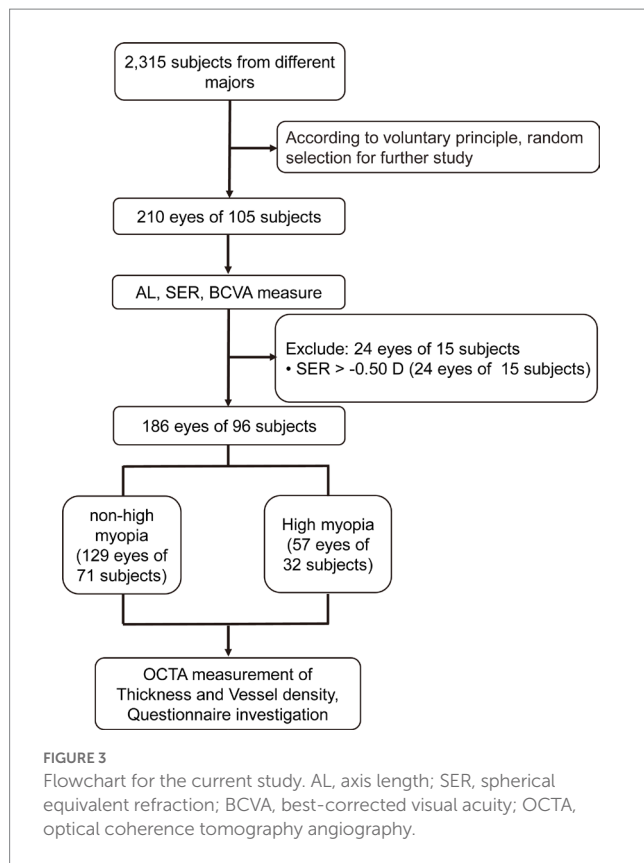 2,315 subjects from different
majors
According to voluntary principle, random
selection for further study
210 eyes of 105 subjects
AL, SER, BCVA measure
Exclude: 24 eyes of 15 subjects
• SER > -0.50 D (24 eyes of 15 subjects)
186 eyes of 96 subjects
non-high
myopia
(129 eyes of
71 subjects)
High myopia
(57 eyes of
32 subjects)
OCTA measurement of
Thickness and Vessel density,
Questionnaire investigation
FIGURE 3
Flowchart for the current study. AL, axis length; SER, spherical
equivalent refraction; BCVA, best-corrected visual acuity; OCTA,
optical coherence tomography angiography.